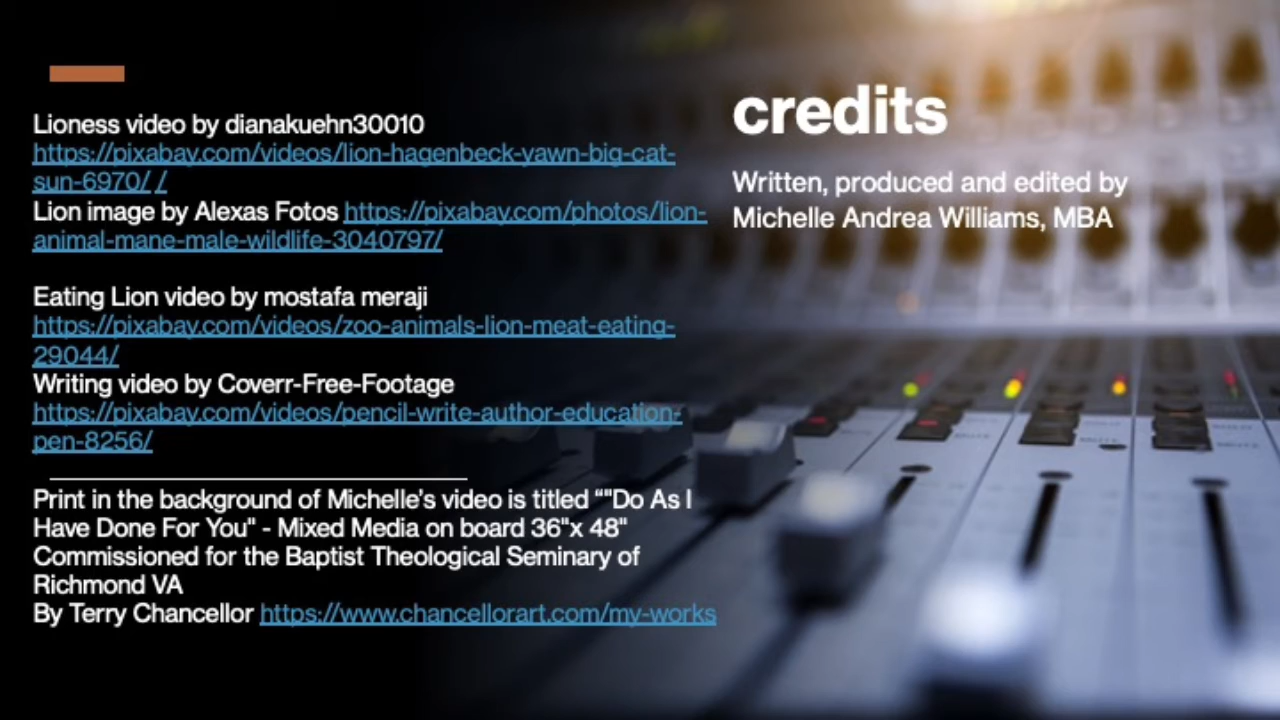 Lioness video by dianakuehn30010
https://pixabay.com/videos/lion-hagenbeck-yawn-big-cat-
sun-6970/ /
Lion image by Alexas Fotos https://pixabay.com/photos/lion-
animal-mane-male-wildlife-3040797/
Eating Lion video by mostafa meraji
https://pixabay.com/videos/zoo-animals-lion-meat-eating-
29044/
Writing video by Coverr-Free-Footage
https://pixabay.com/videos/pencil-write-author-education-
pen-8256/
Print in the background of Michelle's video is titled “"Do As I
Have Done For You" - Mixed Media on board 36"x 48"
Commissioned for the Baptist Theological Seminary of
Richmond VA
By Terry Chancellor https://www.chancellorart.com/my-works
credits
Written, produced and edited by
Michelle Andrea Williams, MBA